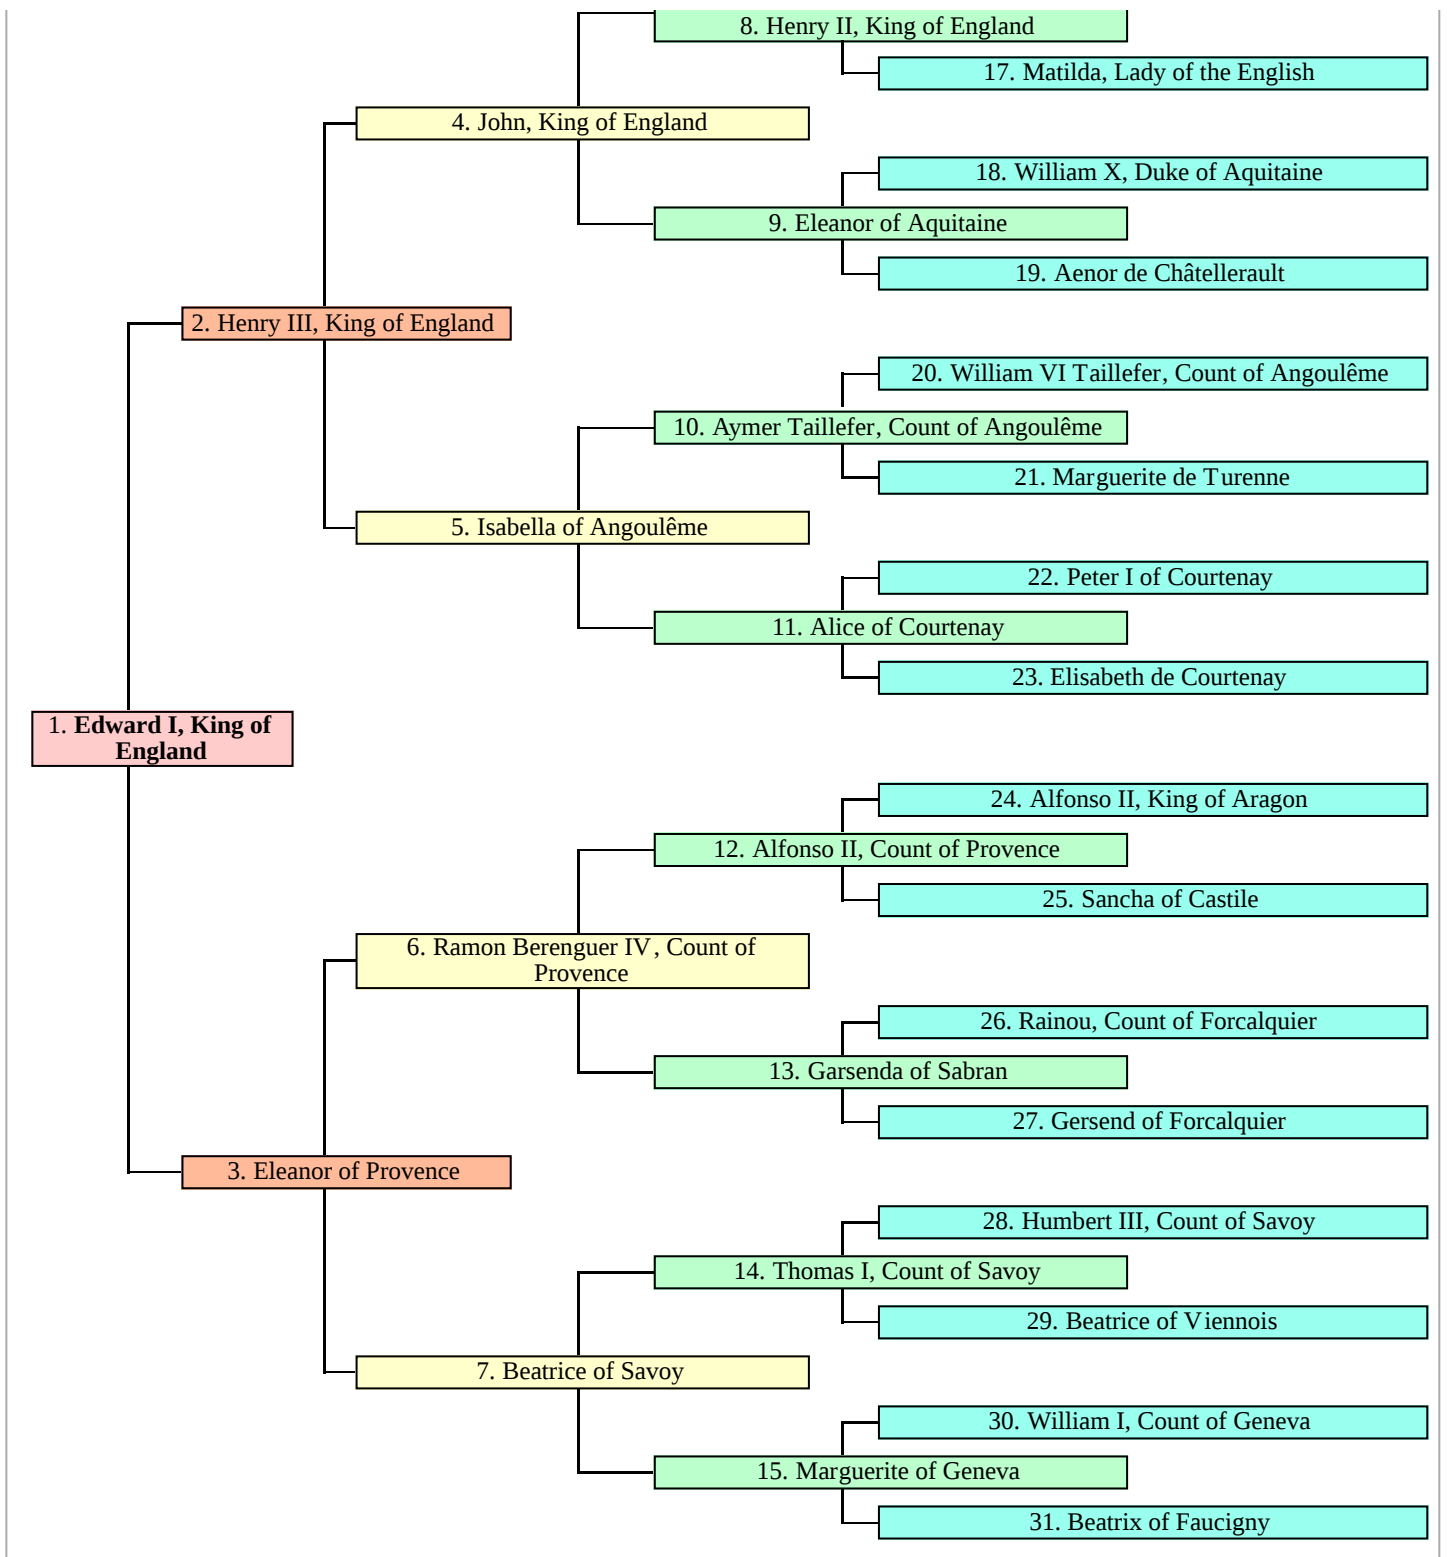 8. Henry II, King of England
17. Matilda, Lady of the English
4. John, King of England
18. William X, Duke of Aquitaine
9. Eleanor of Aquitaine
19. Aenor de Châtellerault
2. Henry III, King of England
20. William VI Taillefer, Count of Angoulême
10. Aymer Taillefer, Count of Angoulême
21. Marguerite de Turenne
5. Isabella of Angoulême
22. Peter I of Courtenay
11. Alice of Courtenay
23. Elisabeth de Courtenay
1. Edward I, King of
England
24. Alfonso II, King of Aragon
12. Alfonso II, Count of Provence
25. Sancha of Castile
6. Ramon Berenguer IV, Count of
Provence
26. Rainou, Count of Forcalquier
13. Garsenda of Sabran
27. Gersend of Forcalquier
3. Eleanor of Provence
28. Humbert III, Count of Savoy
14. Thomas I, Count of Savoy
29. Beatrice of Viennois
7. Beatrice of Savoy
30. William I, Count of Geneva
15. Marguerite of Geneva
31. Beatrix of Faucigny